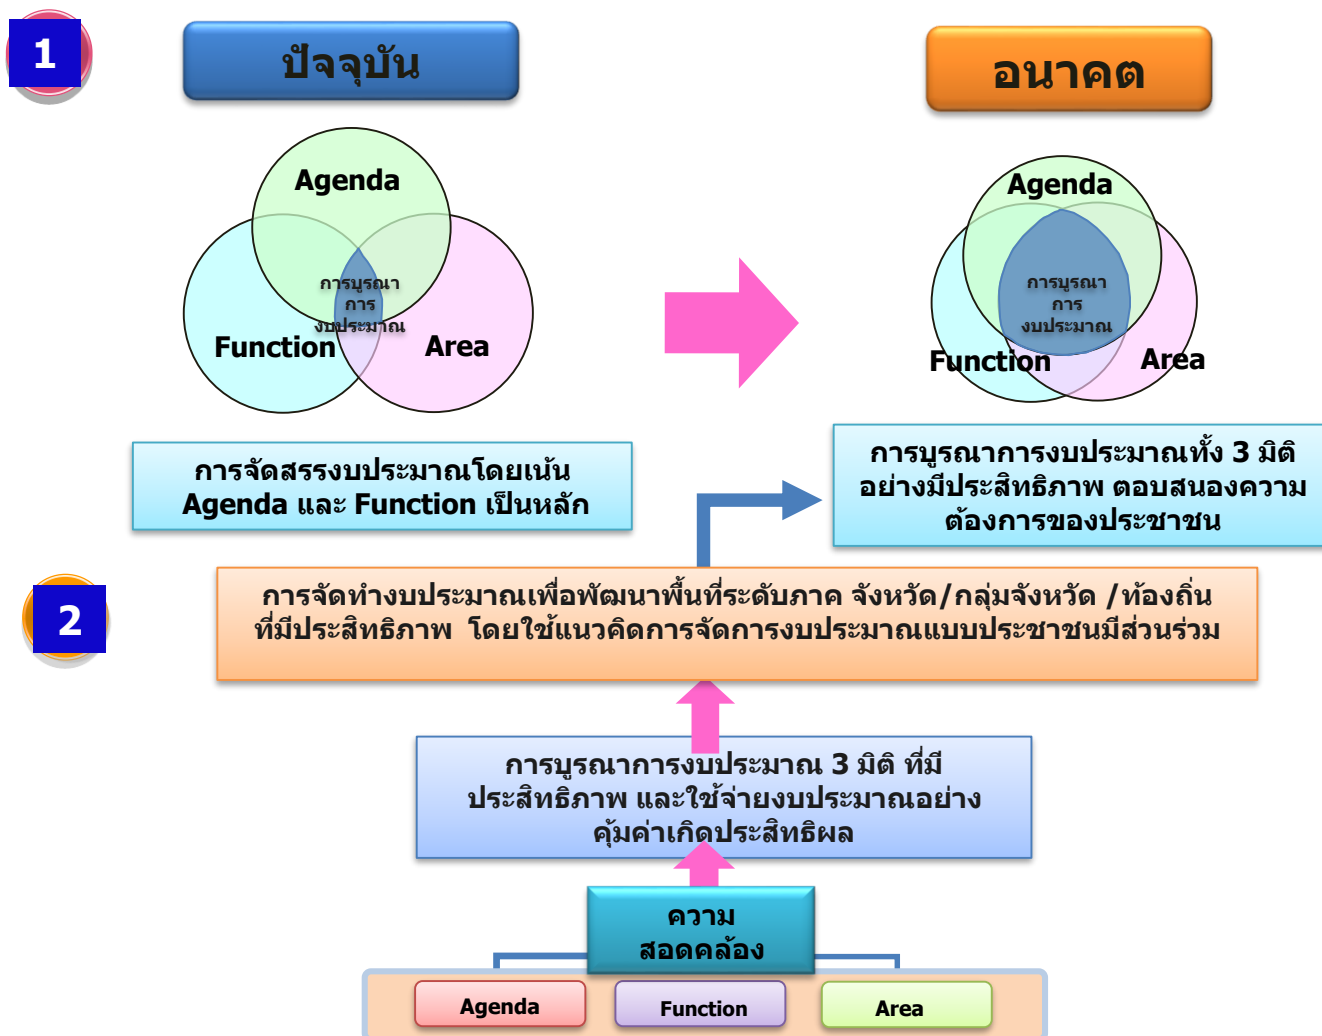 1
ปัจจุบัน
อนาคต
Agenda
Function
Area
การบูรณา
การ
งบประมาณ
Agenda
Function
Area
การบูรณา
การ
งบประมาณ
การจัดสรรงบประมาณโดยเน้น
Agenda และ Function เป็นหลัก
การบูรณาการงบประมาณทั้ง 3 มิติ
อย่างมีประสิทธิภาพ ตอบสนองความ
ต้องการของประชาชน
2
การจัดทำงบประมาณเพื่อพัฒนาพื้นที่ระดับภาค จังหวัด/กลุ่มจังหวัด /ท้องถิ่น
ที่มีประสิทธิภาพ โดยใช้แนวคิดการจัดการงบประมาณแบบประชาชนมีส่วนร่วม
การบูรณาการงบประมาณ 3 มิติ ที่มี
ประสิทธิภาพ และใช้จ่ายงบประมาณอย่าง
คุ้มค่าเกิดประสิทธิผล
ความ
สอดคล้อง
Agenda
Function
Area